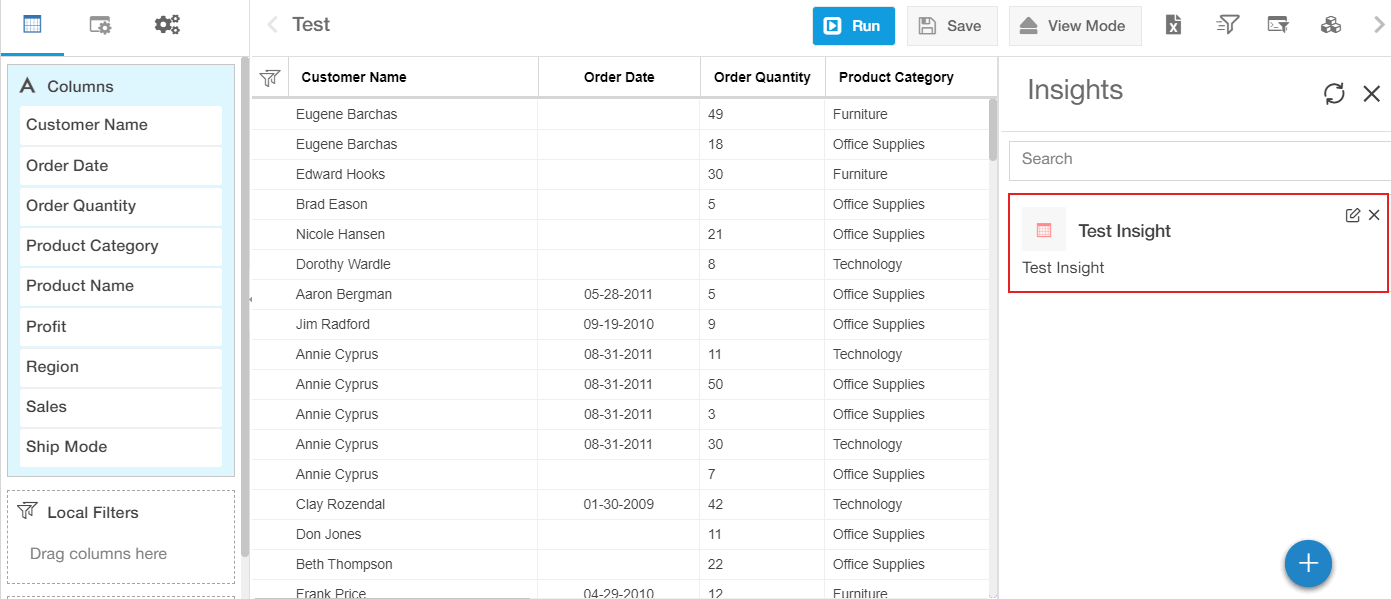 Test
Run
Save
View Mode
Columns
Customer Name
Order Date
Order Quantity
Product Category
Product Name
Profit
Region
Sales
Ship Mode
Local Filters
Drag columns here
Customer Name Order Date Order Quantity Product Category
Eugene Barchas 49 Furniture
Eugene Barchas 18 Office Supplies
Edward Hooks 30 Furniture
Brad Eason 5 Office Supplies
Nicole Hansen 21 Office Supplies
Dorothy Wardle 8 Technology
Aaron Bergman 05-28-2011 5 Office Supplies
Jim Radford 09-19-2010 9 Office Supplies
Annie Cyprus 08-31-2011 11 Technology
Annie Cyprus 08-31-2011 50 Office Supplies
Annie Cyprus 08-31-2011 3 Office Supplies
Annie Cyprus 08-31-2011 30 Technology
Annie Cyprus 7 Office Supplies
Clay Rozendal 01-30-2009 42 Technology
Don Jones 11 Office Supplies
Beth Thompson 22 Office Supplies
Frank Price 04-29-2010 12 Furniture
Insights
Search
Test Insight
Test Insight